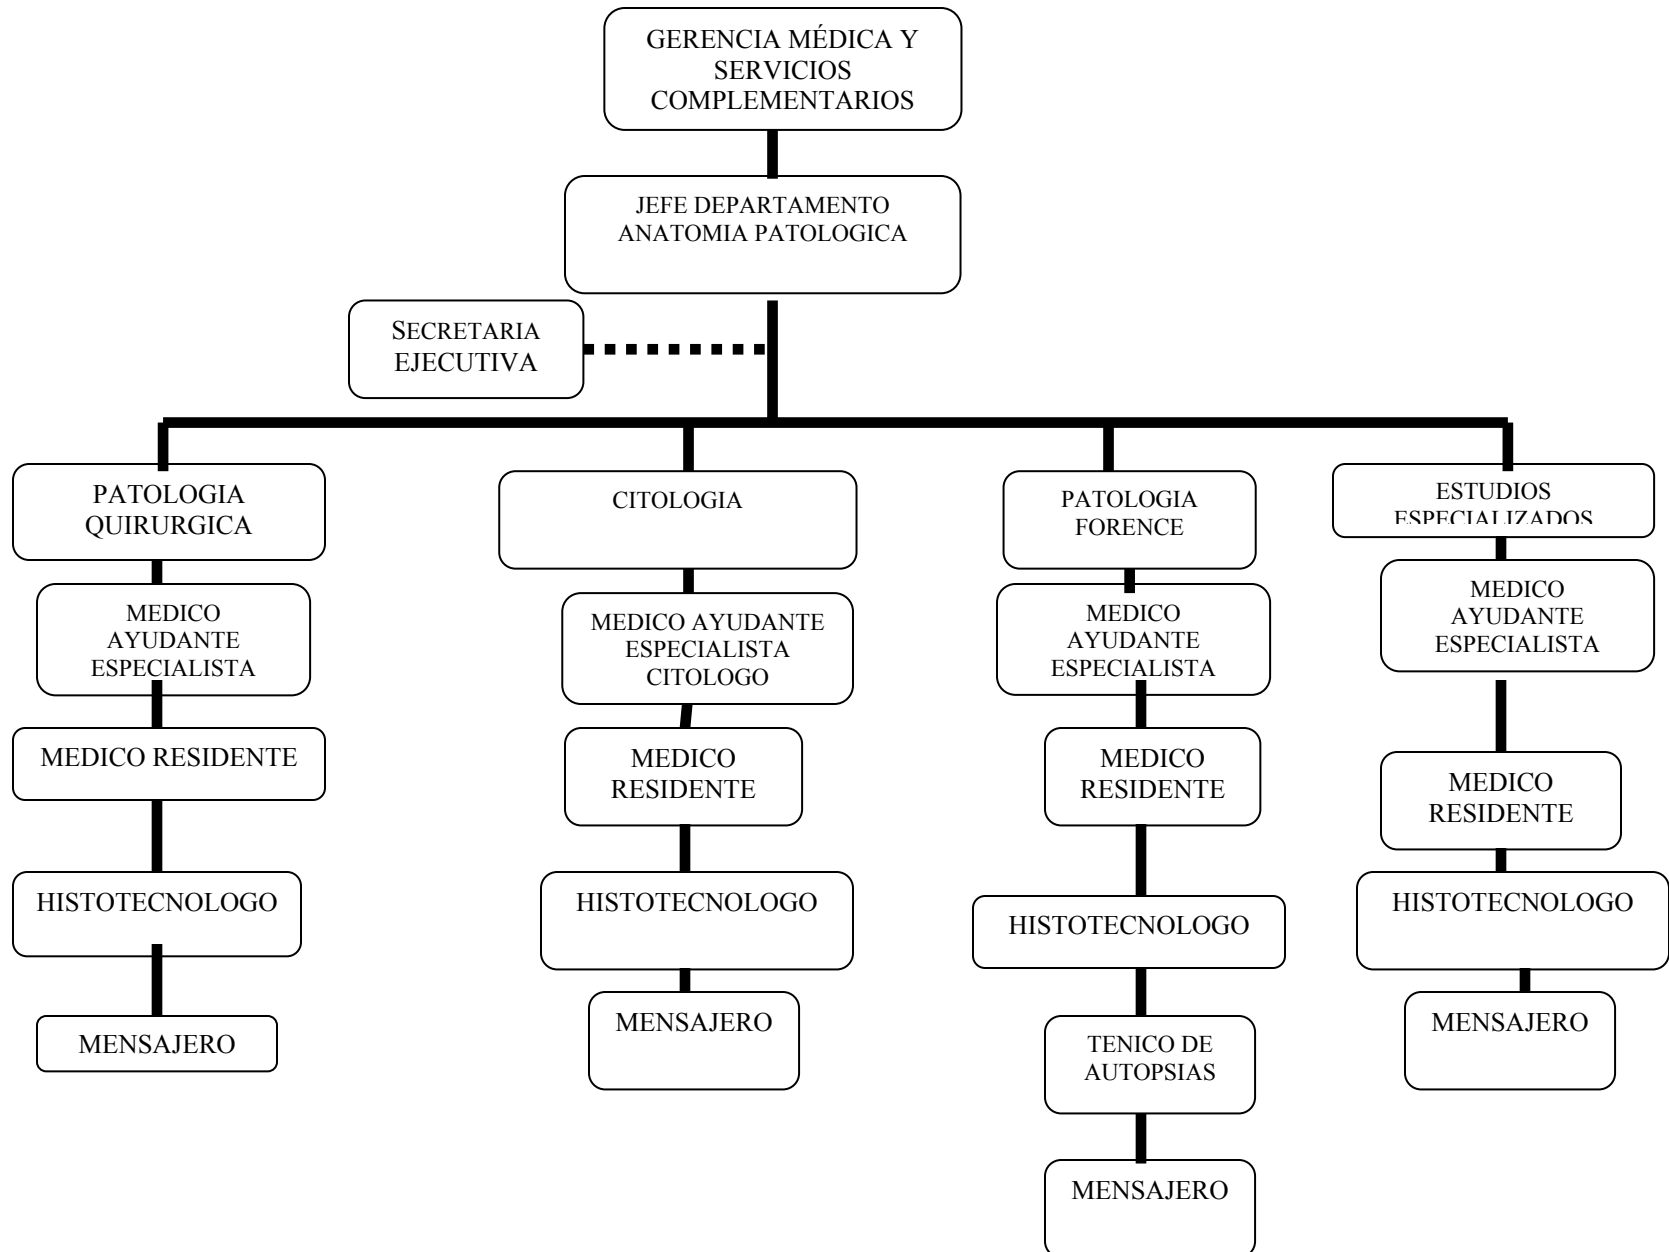 GERENCIA MÉDICA Y
SERVICIOS
COMPLEMENTARIOS
JEFE DEPARTAMENTO
ANATOMIA PATOLOGICA
SECRETARIA
EJECUTIVA
PATOLOGIA
QUIRURGICA
MEDICO
AYUDANTE
ESPECIALISTA
MEDICO RESIDENTE
HISTOTECNOLOGO
MENSAJERO
CITOLOGIA
MEDICO AYUDANTE
ESPECIALISTA
CITOLOGO
MEDICO
RESIDENTE
HISTOTECNOLOGO
MENSAJERO
PATOLOGIA
FORENCE
MEDICO
AYUDANTE
ESPECIALISTA
MEDICO
RESIDENTE
HISTOTECNOLOGO
TENICO DE
AUTOPSIAS
MENSAJERO
ESTUDIOS
ESPECIALIZADOS
MEDICO
AYUDANTE
ESPECIALISTA
MEDICO
RESIDENTE
HISTOTECNOLOGO
MENSAJERO